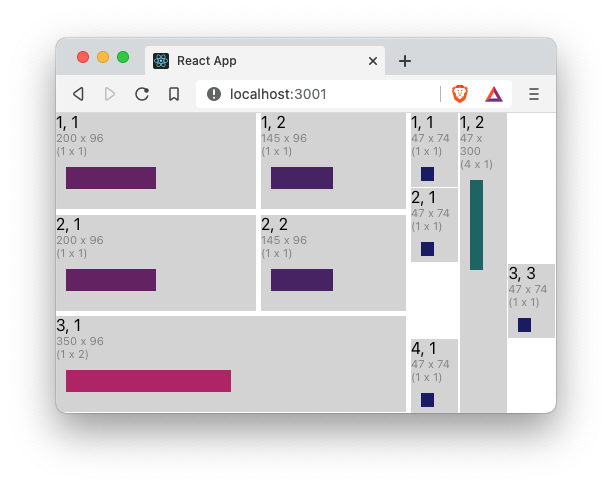 React App
localhost:3001
1, 1
200 x 96
(1 x 1)
1, 2
145 x 96
(1 x 1)
1, 1
47 x 74
(1 x 1)
1, 2
47 x
300
(4 x 1)
2, 1
200 x 96
(1 x 1)
2, 2
145 x 96
(1 x 1)
2, 1
47 x 74
(1 x 1)
3, 3
47 x 74
(1 x 1)
3, 1
350 x 96
(1 x 2)
4, 1
47 x 74
(1 x 1)